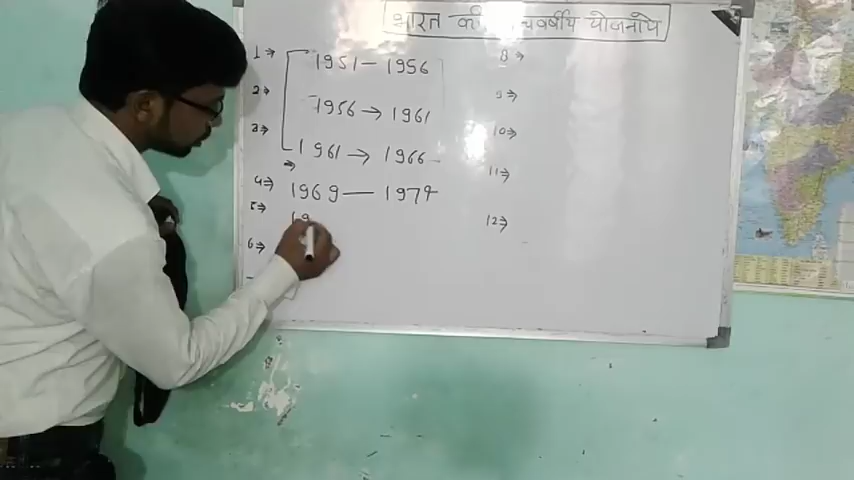 भारत की पंचवर्षीय योजनाये
1→ 1951 — 1956
2→ 1956 → 1961
3→ 1961 → 1966
→
4→ 1969 — 1974
5→ 19
6→
8→
9→
10→
11→
12→